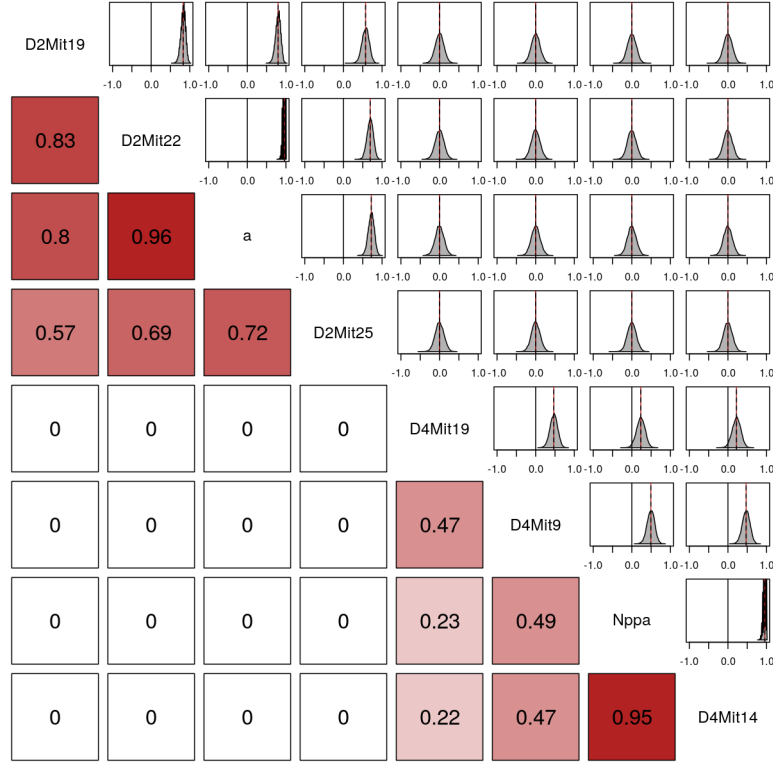 D2Mit19
-1.0 0.0 1.0 -1.0 0.0 1.0 -1.0 0.0 1.0 -1.0 0.0 1.0 -1.0 0.0 1.0 -1.0 0.0 1.0 -1.0 0.0 1.0
0.83 D2Mit22
-1.0 0.0 1.0 -1.0 0.0 1.0 -1.0 0.0 1.0 -1.0 0.0 1.0 -1.0 0.0 1.0 -1.0 0.0 1.0
0.8 0.96 a
-1.0 0.0 1.0 -1.0 0.0 1.0 -1.0 0.0 1.0 -1.0 0.0 1.0 -1.0 0.0 1.0
0.57 0.69 0.72 D2Mit25
-1.0 0.0 1.0 -1.0 0.0 1.0 -1.0 0.0 1.0 -1.0 0.0 1.0
0 0 0 0 D4Mit19
-1.0 0.0 1.0 -1.0 0.0 1.0 -1.0 0.0 1.0
0 0 0 0 0.47 D4Mit9
-1.0 0.0 1.0 -1.0 0.0 1.0
0 0 0 0 0.23 0.49 Nppa
-1.0 0.0 1.0
0 0 0 0 0.22 0.47 0.95 D4Mit14